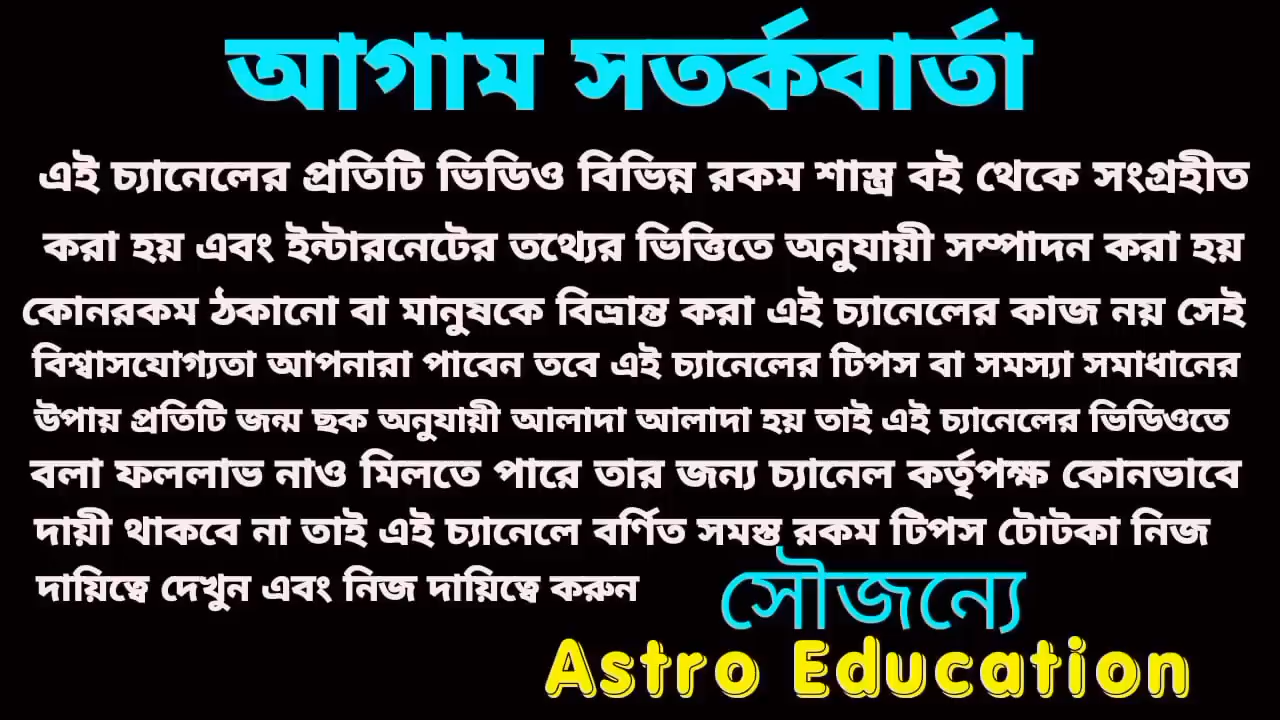 আগাম সতর্কবার্তা
এই চ্যানেলের প্রতিটি ভিডিও বিভিন্ন রকম শাস্ত্র বই থেকে সংগ্রহীত
করা হয় এবং ইন্টারনেটের তথ্যের ভিত্তিতে অনুযায়ী সম্পাদন করা হয়
কোনরকম ঠকানো বা মানুষকে বিভ্রান্ত করা এই চ্যানেলের কাজ নয় সেই
বিশ্বাসযোগ্যতা আপনারা পাবেন তবে এই চ্যানেলের টিপস বা সমস্যা সমাধানের
উপায় প্রতিটি জন্ম ছক অনুযায়ী আলাদা আলাদা হয় তাই এই চ্যানেলের ভিডিওতে
বলা ফললাভ নাও মিলতে পারে তার জন্য চ্যানেল কর্তৃপক্ষ কোনভাবে
দায়ী থাকবে না তাই এই চ্যানেলে বর্ণিত সমস্ত রকম টিপস টোটকা নিজ
দায়িত্বে দেখুন এবং নিজ দায়িত্বে করুন
সৌজন্যে
Astro Education